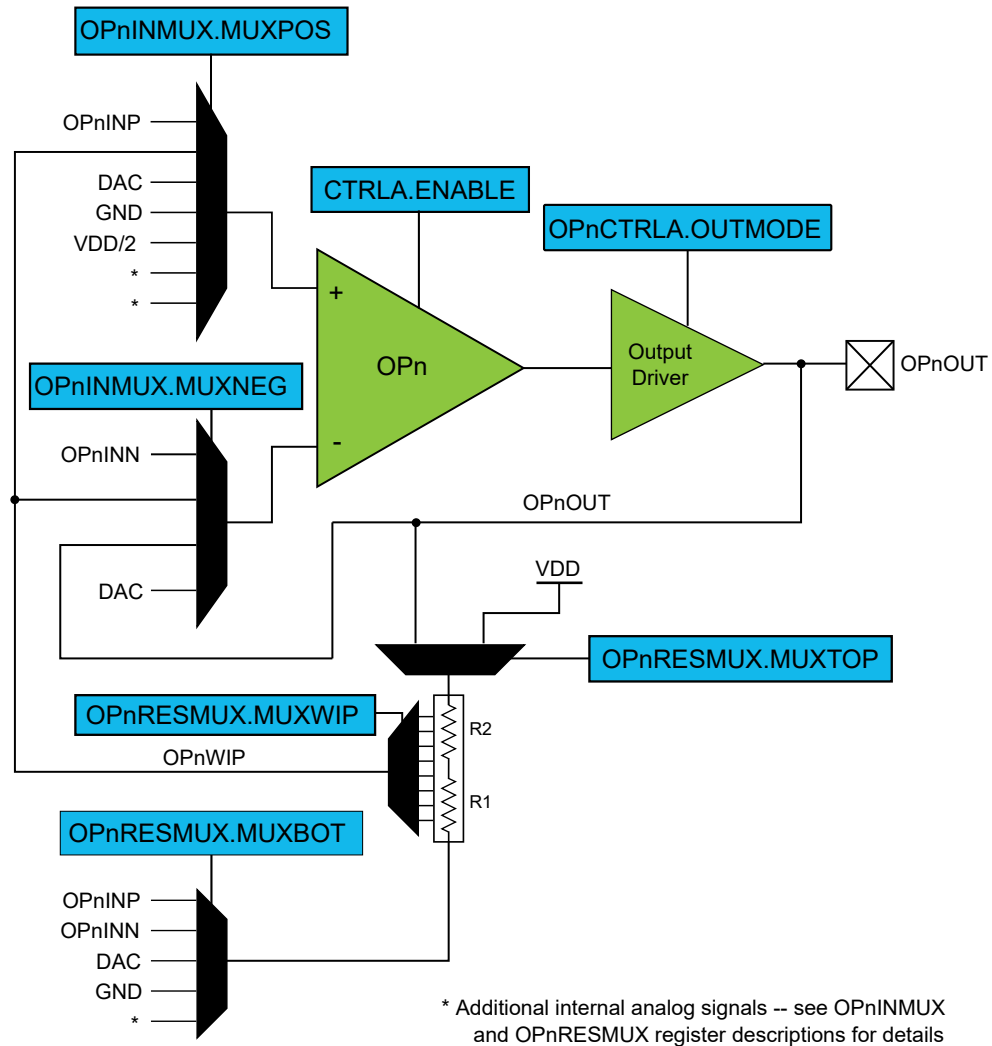 OPnINMUX.MUXPOS
OPnINP
DAC
GND
VDD/2
*
*
CTRLA.ENABLE
OPnCTRLA.OUTMODE
+
OPn
-
Output
Driver
OPnOUT
OPnINMUX.MUXNEG
OPnINN
DAC
OPnOUT
VDD
OPnRESMUX.MUXTOP
OPnRESMUX.MUXWIP
OPnWIP
R2
R1
OPnRESMUX.MUXBOT
OPnINP
OPnINN
DAC
GND
*
* Additional internal analog signals -- see OPnINMUX
and OPnRESMUX register descriptions for details